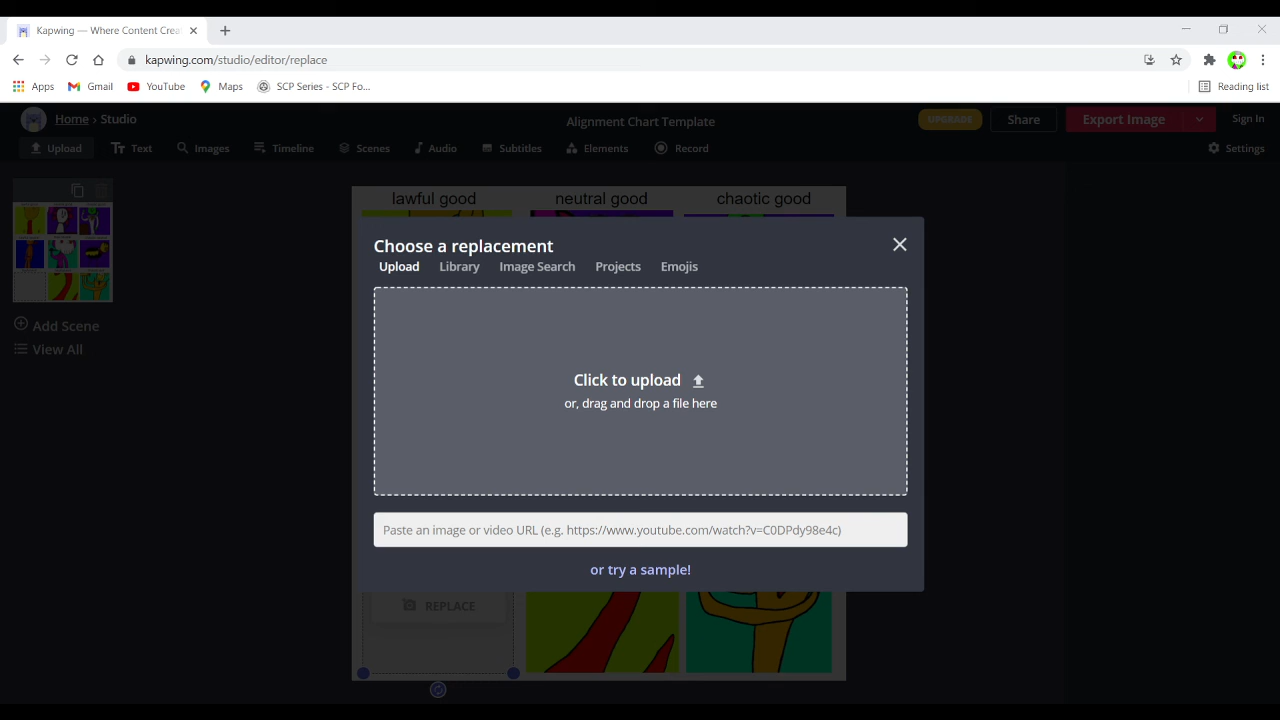 Kapwing — Where Content Crea
kapwing.com/studio/editor/replace
Apps Gmail YouTube Maps SCP Series - SCP Fo... Reading list
Home › Studio Alignment Chart Template UPGRADE Share Export Image Sign In
Upload Text Images Timeline Scenes Audio Subtitles Elements Record Settings
lawful good neutral good chaotic good
Choose a replacement
Upload Library Image Search Projects Emojis
Add Scene
View All
Click to upload
or, drag and drop a file here
Paste an image or video URL (e.g. https://www.youtube.com/watch?v=C0DPdy98e4c)
or try a sample!
REPLACE